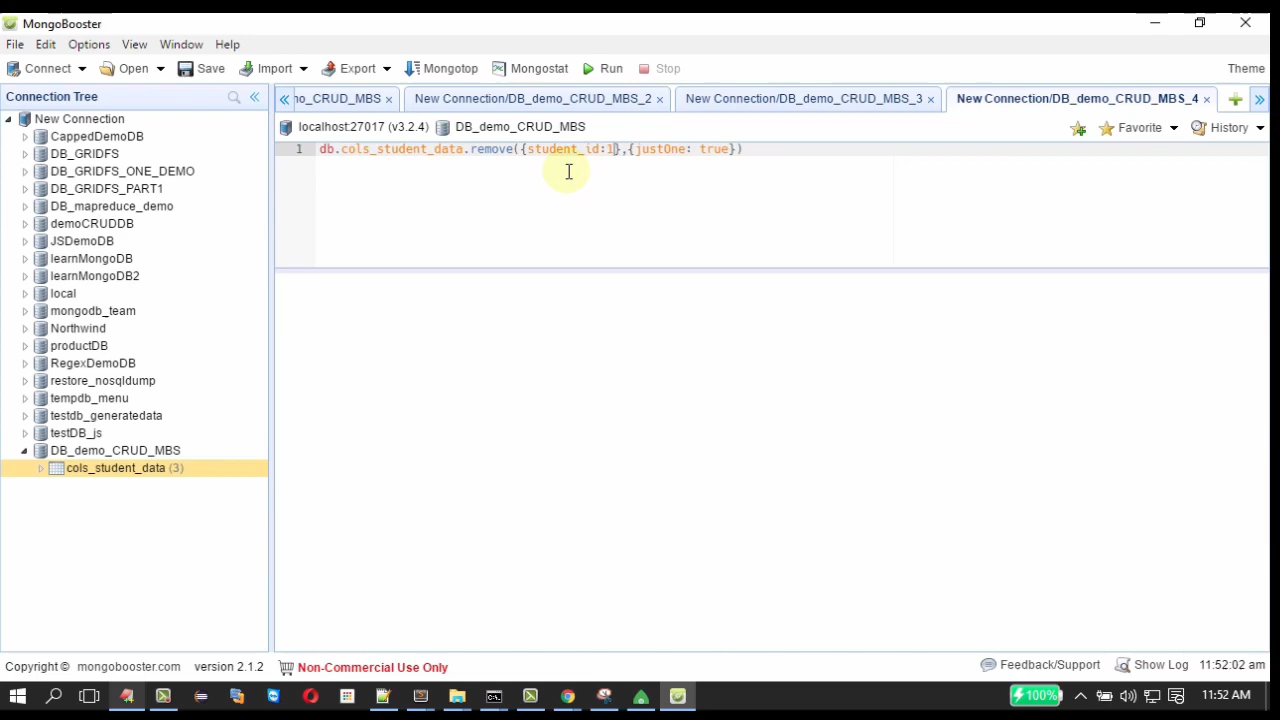 MongoBooster
File Edit Options View Window Help
Connect Open Save Import Export Mongotop Mongostat Run Stop Theme
Connection Tree
no_CRUD_MBS New Connection/DB_demo_CRUD_MBS_2 New Connection/DB_demo_CRUD_MBS_3 New Connection/DB_demo_CRUD_MBS_4
localhost:27017 (v3.2.4) DB_demo_CRUD_MBS Favorite History
1 db.cols_student_data.remove({student_id:1},{justOne: true})
New Connection
CappedDemoDB
DB_GRIDFS
DB_GRIDFS_ONE_DEMO
DB_GRIDFS_PART1
DB_mapreduce_demo
demoCRUDDB
JSDemoDB
learnMongoDB
learnMongoDB2
local
mongodb_team
Northwind
productDB
RegexDemoDB
restore_nosqldump
tempdb_menu
testdb_generatedata
testDB_js
DB_demo_CRUD_MBS
cols_student_data (3)
Copyright © mongobooster.com version 2.1.2 Non-Commercial Use Only Feedback/Support Show Log 11:52:02 am
100% 11:52 AM